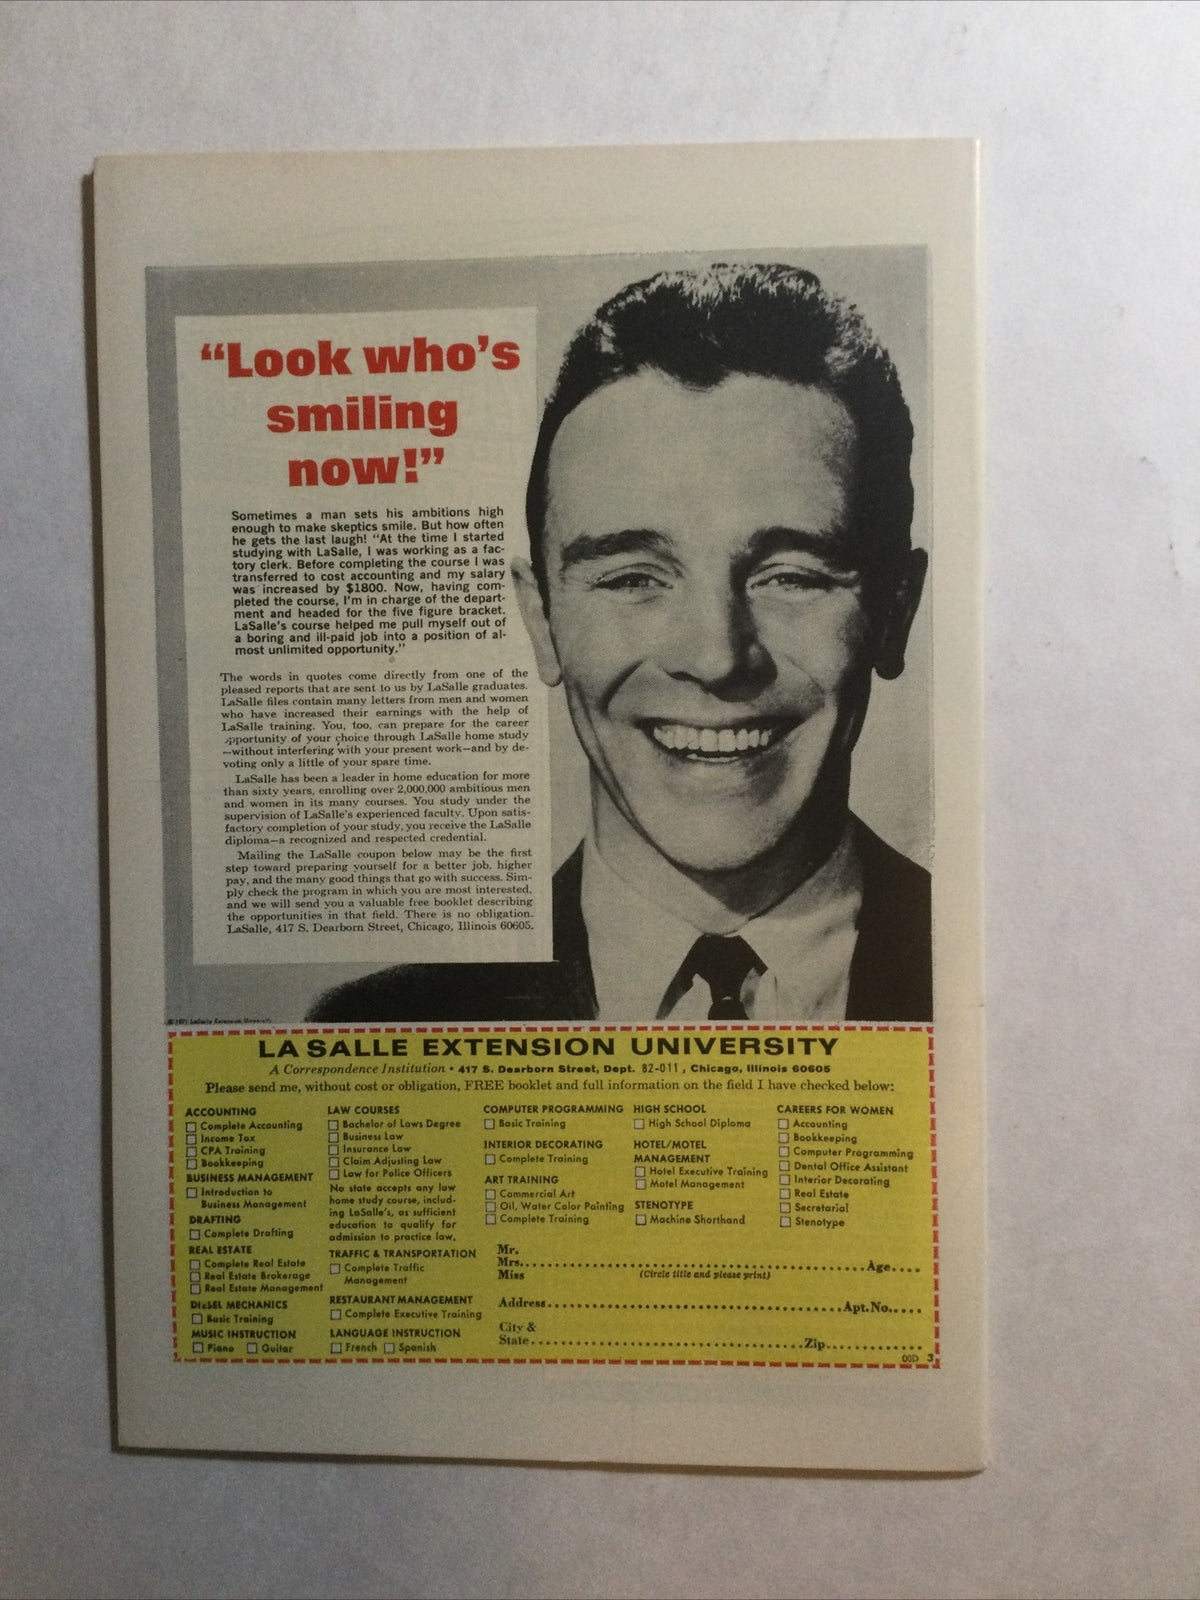 “Look who’s
smiling
now!”
Sometimes a man sets his ambitions high
enough to make skeptics smile. But how often
he gets the last laugh! “At the time I started
studying with LaSalle, I was working as a fac-
tory clerk. Before completing the course I was
transferred to cost accounting and my salary
was increased by $1800. Now, having com-
pleted the course, I’m in charge of the depart-
ment and headed for the five figure bracket.
LaSalle’s course helped me pull myself out of
a boring and ill-paid job into a position of al-
most unlimited opportunity.”
The words in quotes come directly from one of the
pleased reports that are sent to us by LaSalle graduates.
LaSalle files contain many letters from men and women
who have increased their earnings with the help of
LaSalle training. You, too, can prepare for the career
opportunity of your choice through LaSalle home study
—without interfering with your present work—and by de-
voting only a little of your spare time.
LaSalle has been a leader in home education for more
than sixty years, enrolling over 2,000,000 ambitious men
and women in its many courses. You study under the
supervision of LaSalle’s experienced faculty. Upon satis-
factory completion of your study, you receive the LaSalle
diploma—a recognized and respected credential.
Mailing the LaSalle coupon below may be the first
step toward preparing yourself for a better job, higher
pay, and the many good things that go with success. Sim-
ply check the program in which you are most interested,
and we will send you a valuable free booklet describing
the opportunities in that field. There is no obligation.
LaSalle, 417 S. Dearborn Street, Chicago, Illinois 60605.
© 1971 LaSalle Extension University
LA SALLE EXTENSION UNIVERSITY
A Correspondence Institution • 417 S. Dearborn Street, Dept. 82-011, Chicago, Illinois 60605
Please send me, without cost or obligation, FREE booklet and full information on the field I have checked below:
ACCOUNTING
Complete Accounting
Income Tax
CPA Training
Bookkeeping
BUSINESS MANAGEMENT
Introduction to
Business Management
DRAFTING
Complete Drafting
REAL ESTATE
Complete Real Estate
Real Estate Brokerage
Real Estate Management
DIESEL MECHANICS
Basic Training
MUSIC INSTRUCTION
Piano Guitar
LAW COURSES
Bachelor of Laws Degree
Business Law
Insurance Law
Claim Adjusting Law
Law for Police Officers
No state accepts any law
home study course, includ-
ing LaSalle’s, as sufficient
education to qualify for
admission to practice law.
TRAFFIC & TRANSPORTATION
Complete Traffic
Management
RESTAURANT MANAGEMENT
Complete Executive Training
LANGUAGE INSTRUCTION
French Spanish
COMPUTER PROGRAMMING
Basic Training
INTERIOR DECORATING
Complete Training
ART TRAINING
Commercial Art
Oil, Water Color Painting
Complete Training
HIGH SCHOOL
High School Diploma
HOTEL/MOTEL
MANAGEMENT
Hotel Executive Training
Motel Management
STENOTYPE
Machine Shorthand
CAREERS FOR WOMEN
Accounting
Bookkeeping
Computer Programming
Dental Office Assistant
Interior Decorating
Real Estate
Secretarial
Stenotype
Mr.
Mrs. Age
Miss (Circle title and please print)
Address Apt.No.
City &
State Zip
00D 3